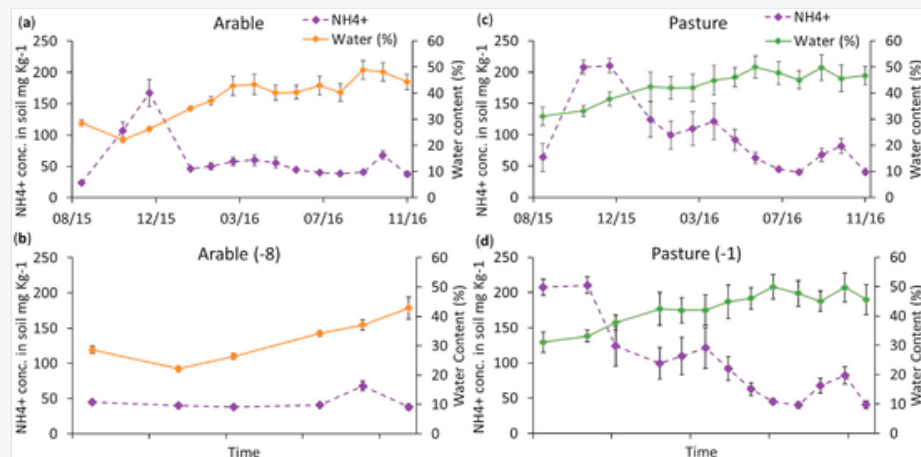 (a)
Arable
NH4+
Water (%)
NH4+ conc. in soil mg Kg-1
250
200
150
100
50
0
60
50
40
30
20
10
0
Water content (%)
08/15
12/15
03/16
07/16
11/16
(c)
Pasture
NH4+
Water (%)
NH4+ conc. in soil mg Kg-1
250
200
150
100
50
0
60
50
40
30
20
10
0
Water content (%)
08/15
12/15
03/16
07/16
11/16
(b)
Arable (-8)
NH4+ conc. in soil mg Kg-1
250
200
150
100
50
0
60
50
40
30
20
10
0
Water Content (%)
Time
(d)
Pasture (-1)
NH4+ conc. in soil mg Kg-1
250
200
150
100
50
0
60
50
40
30
20
10
0
Water Content (%)
Time